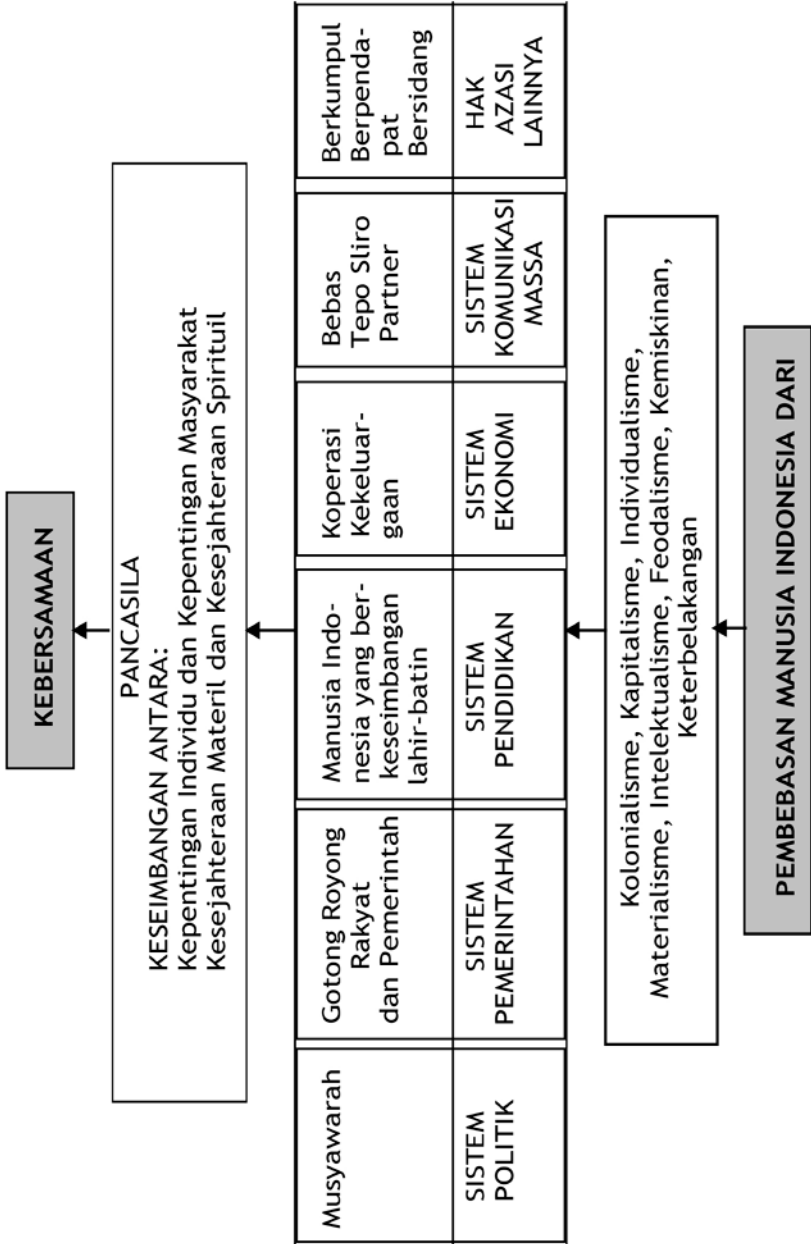 KEBERSAMAAN
PANCASILA
KESEIMBANGAN ANTARA:
Kepentingan Individu dan Kepentingan Masyarakat
Kesejahteraan Materil dan Kesejahteraan Spirituil
Musyawarah
Gotong Royong
Rakyat
dan Pemerintah
Manusia Indo-
nesia yang ber-
keseimbangan
lahir-batin
Koperasi
Kekeluar-
gaan
Bebas
Tepo Sliro
Partner
Berkumpul
Berpenda-
pat
Bersidang
SISTEM
POLITIK
SISTEM
PEMERINTAHAN
SISTEM
PENDIDIKAN
SISTEM
EKONOMI
SISTEM
KOMUNIKASI
MASSA
HAK
AZASI
LAINNYA
Kolonialisme, Kapitalisme, Individualisme,
Materialisme, Intelektualisme, Feodalisme, Kemiskinan,
Keterbelakangan
PEMBEBASAN MANUSIA INDONESIA DARI